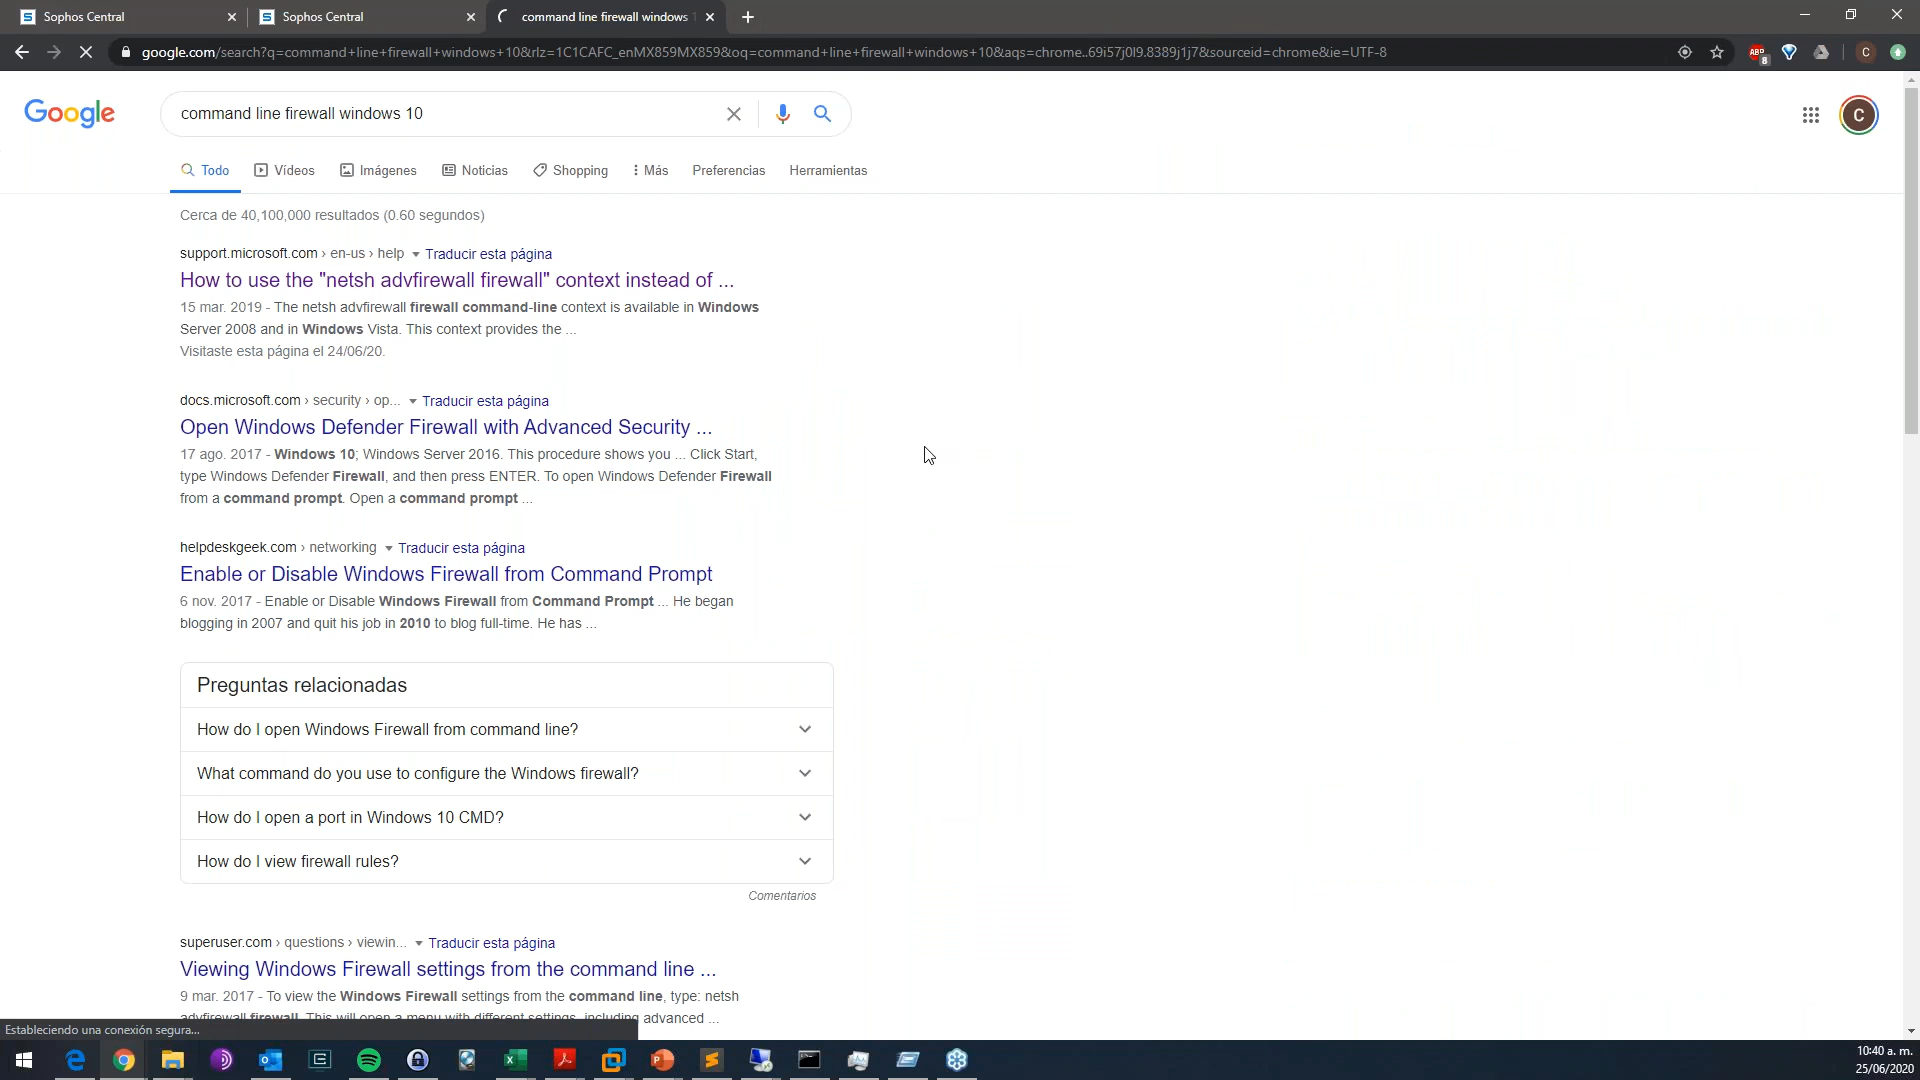 Sophos Central
Sophos Central
command line firewall windows 1
google.com/search?q=command+line+firewall+windows+10&rlz=1C1CAFC_enMX859MX859&oq=command+line+firewall+windows+10&aqs=chrome..69i57j0l9.8389j1j7&sourceid=chrome&ie=UTF-8
ABP
8
C
Google
command line firewall windows 10
C
Todo
Vídeos
Imágenes
Noticias
Shopping
Más
Preferencias
Herramientas
Cerca de 40,100,000 resultados (0.60 segundos)
support.microsoft.com › en-us › help ▾ Traducir esta página
How to use the "netsh advfirewall firewall" context instead of ...
15 mar. 2019 - The netsh advfirewall firewall command-line context is available in Windows
Server 2008 and in Windows Vista. This context provides the ...
Visitaste esta página el 24/06/20.
docs.microsoft.com › security › op... ▾ Traducir esta página
Open Windows Defender Firewall with Advanced Security ...
17 ago. 2017 - Windows 10; Windows Server 2016. This procedure shows you ... Click Start,
type Windows Defender Firewall, and then press ENTER. To open Windows Defender Firewall
from a command prompt. Open a command prompt ...
helpdeskgeek.com › networking ▾ Traducir esta página
Enable or Disable Windows Firewall from Command Prompt
6 nov. 2017 - Enable or Disable Windows Firewall from Command Prompt ... He began
blogging in 2007 and quit his job in 2010 to blog full-time. He has ...
Preguntas relacionadas
How do I open Windows Firewall from command line?
What command do you use to configure the Windows firewall?
How do I open a port in Windows 10 CMD?
How do I view firewall rules?
Comentarios
superuser.com › questions › viewin... ▾ Traducir esta página
Viewing Windows Firewall settings from the command line ...
9 mar. 2017 - To view the Windows Firewall settings from the command line, type: netsh
advfirewall firewall. This will open a menu with different settings, including advanced ...
Estableciendo una conexión segura...
10:40 a. m.
25/06/2020